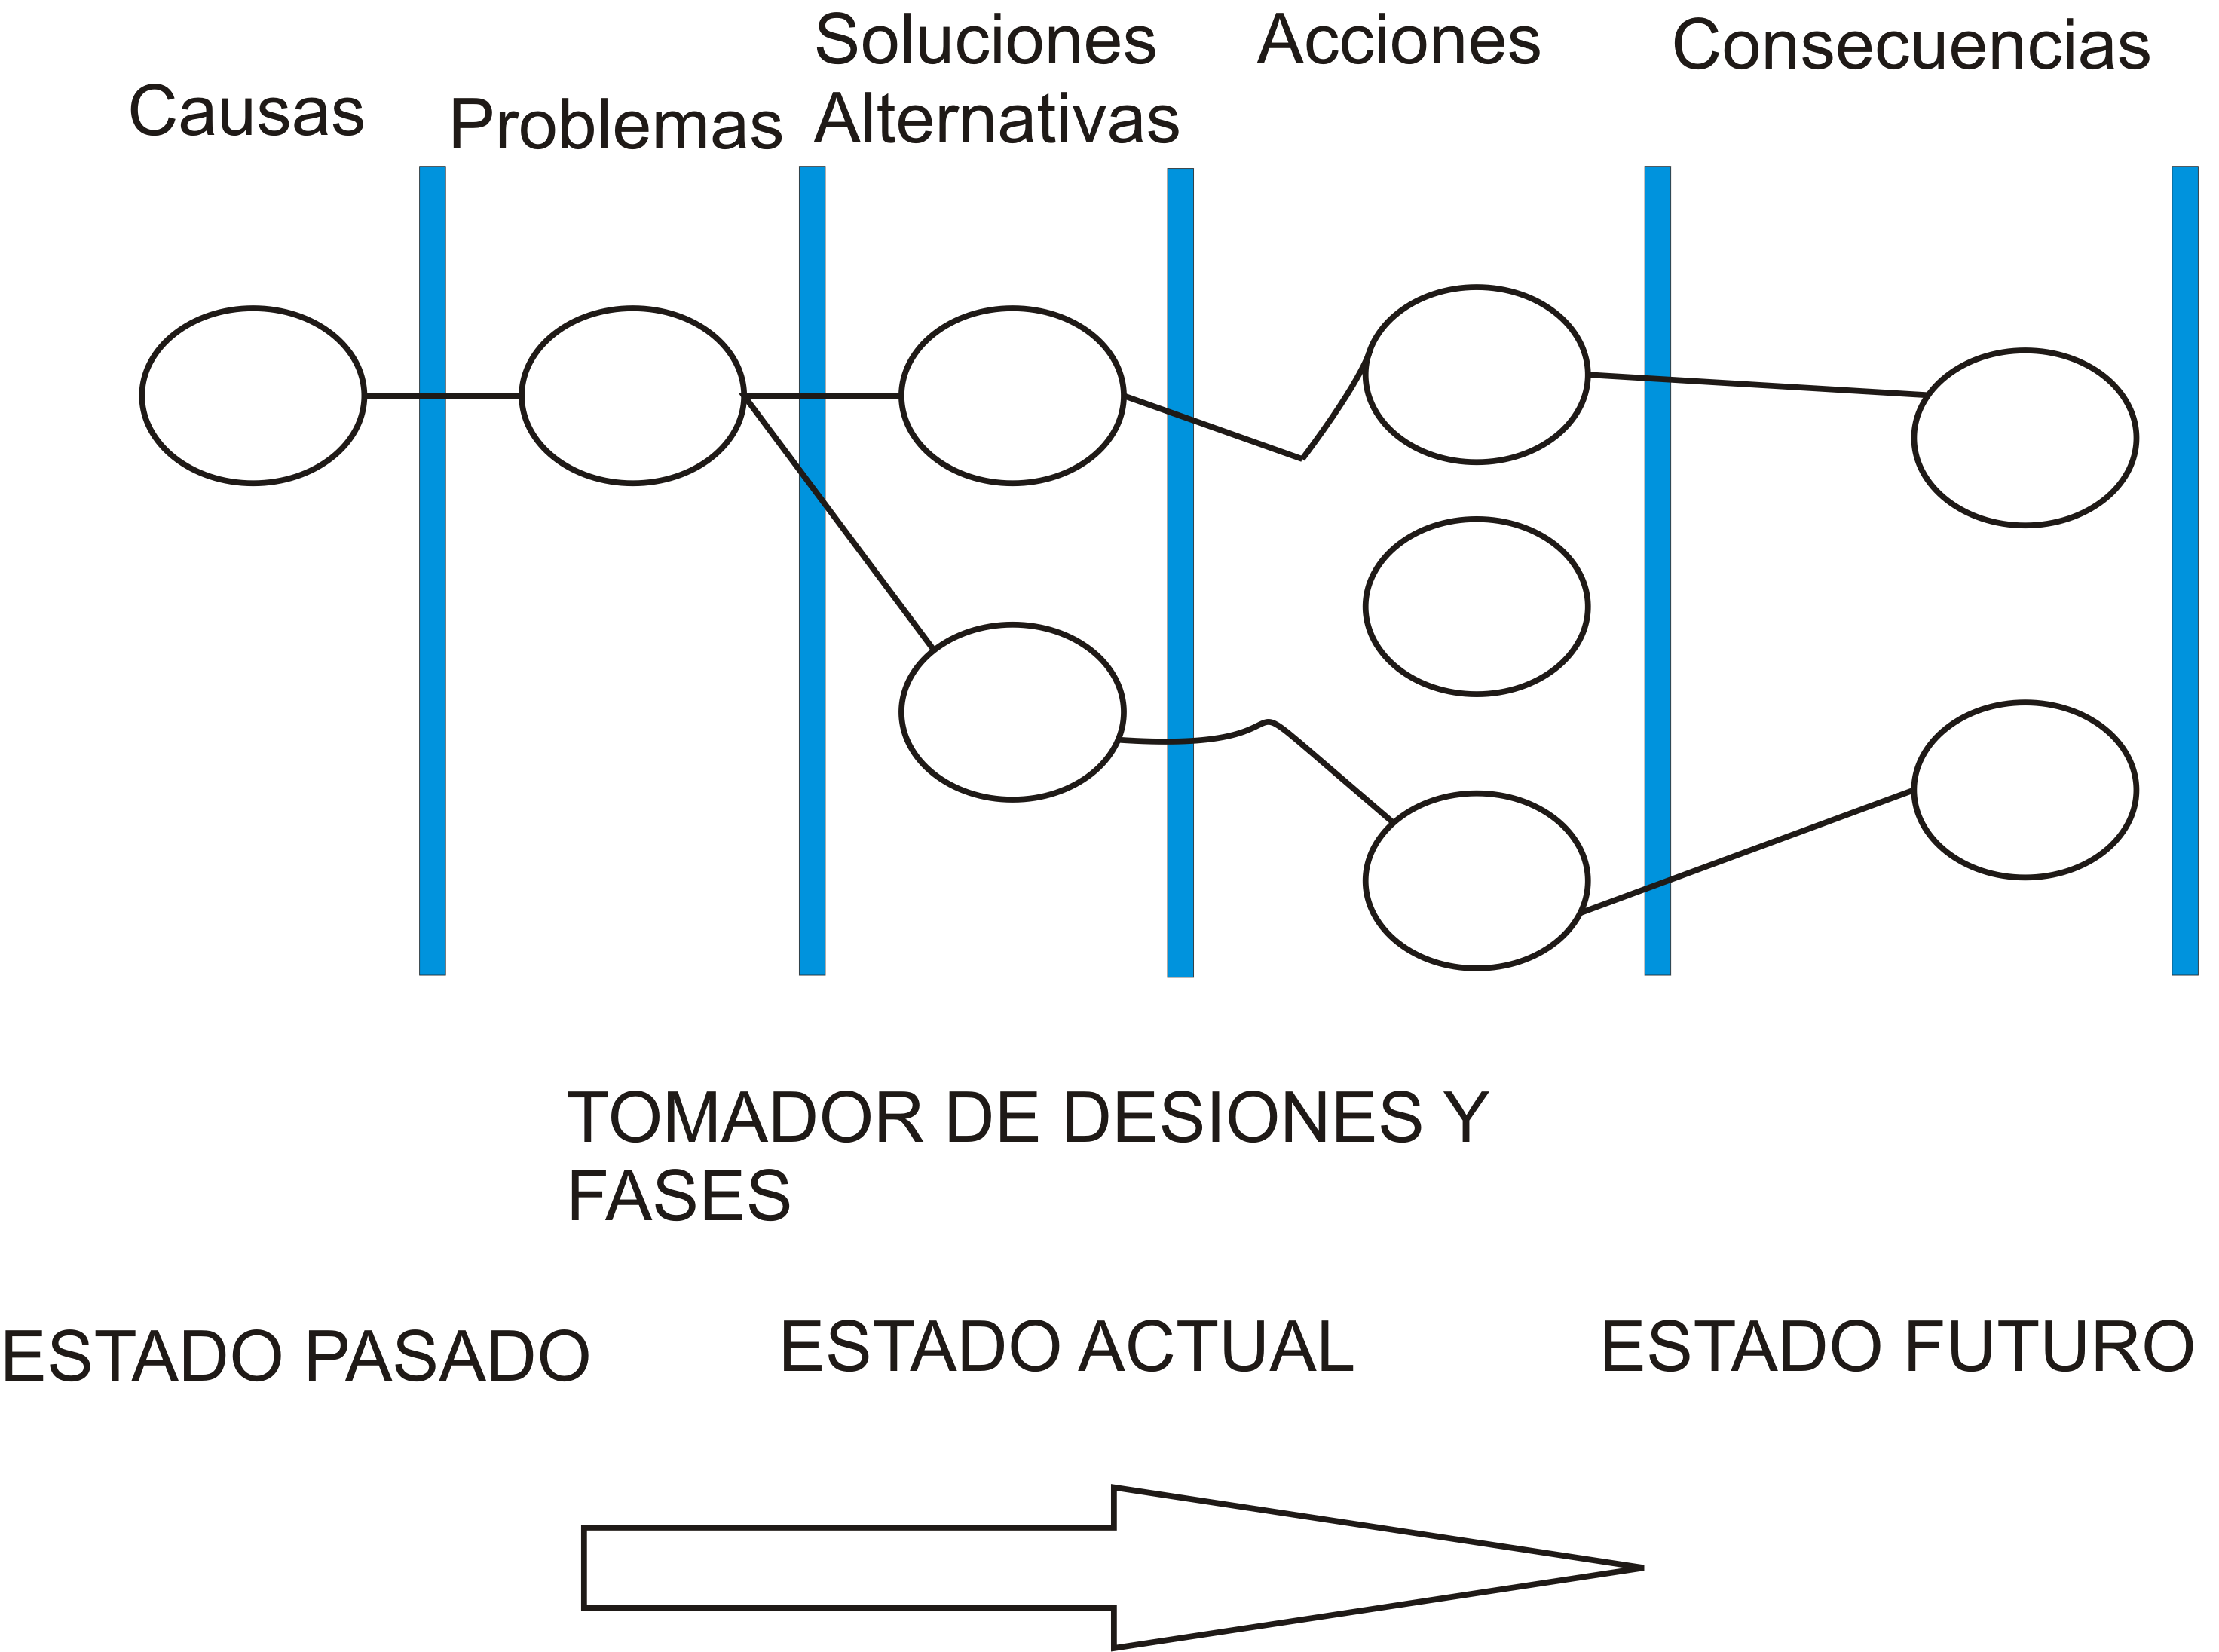 Causas
Problemas
Soluciones
Alternativas
Acciones
Consecuencias
TOMADOR DE DESIONES Y
FASES
ESTADO PASADO
ESTADO ACTUAL
ESTADO FUTURO